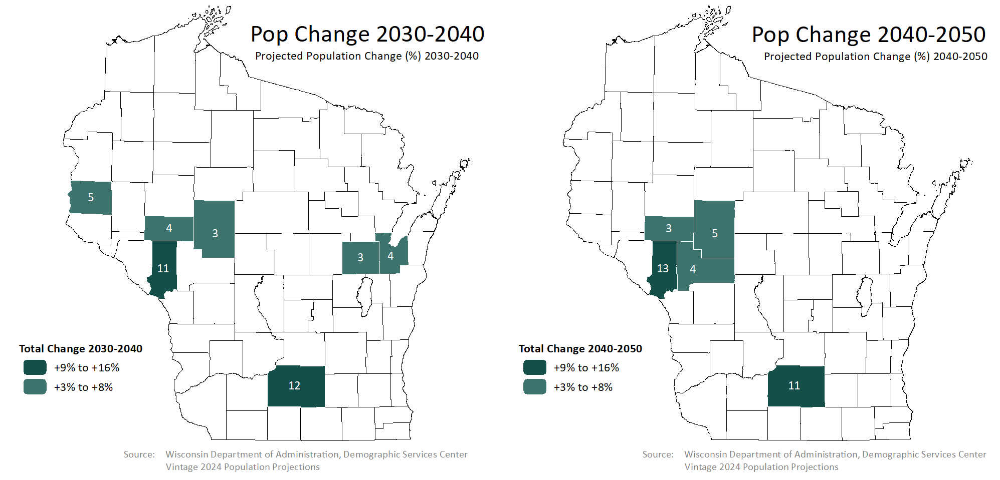 Pop Change 2030-2040
Projected Population Change (%) 2030-2040
5
4
3
11
3
4
12
Total Change 2030-2040
+9% to +16%
+3% to +8%
Source: Wisconsin Department of Administration, Demographic Services Center
Vintage 2024 Population Projections
Pop Change 2040-2050
Projected Population Change (%) 2040-2050
3
5
13
4
11
Total Change 2040-2050
+9% to +16%
+3% to +8%
Source: Wisconsin Department of Administration, Demographic Services Center
Vintage 2024 Population Projections